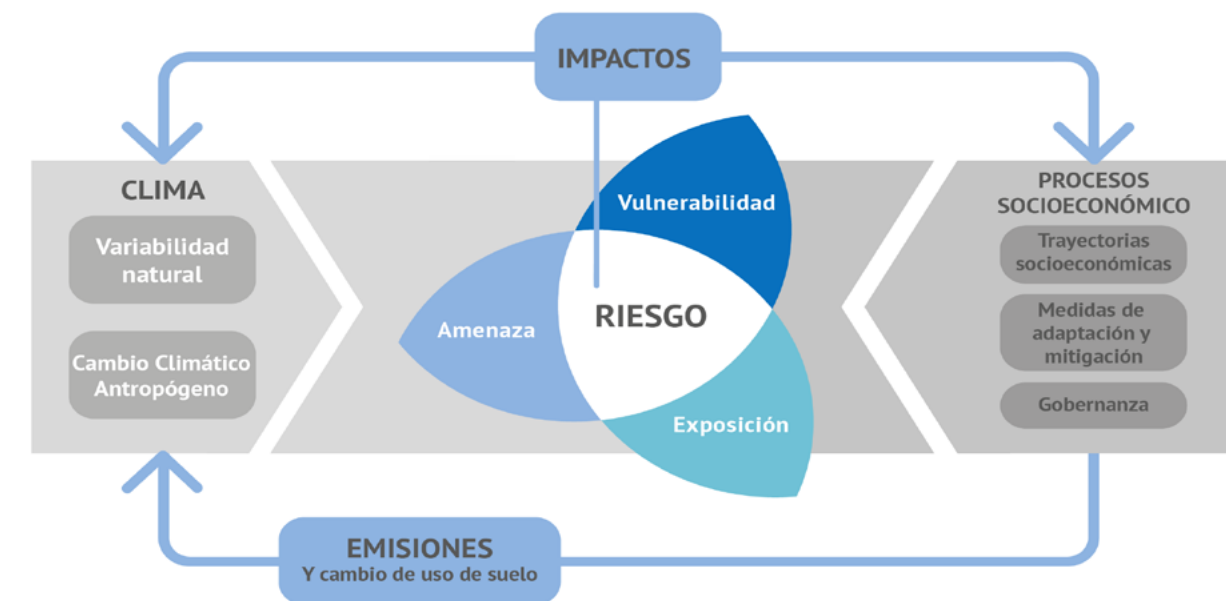 IMPACTOS
CLIMA
Variabilidad
natural
Cambio Climático
Antropógeno
Vulnerabilidad
Amenaza
RIESGO
Exposición
PROCESOS
SOCIOECONÓMICO
Trayectorias
socioeconómicas
Medidas de
adaptación y
mitigación
Gobernanza
EMISIONES
Y cambio de uso de suelo